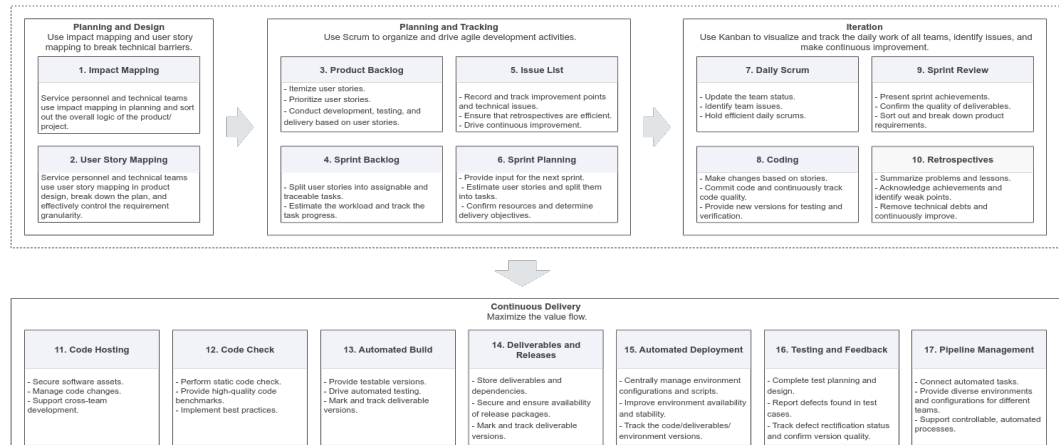 Planning and Design
Use impact mapping and user story
mapping to break technical barriers.
1. Impact Mapping
Service personnel and technical teams
use impact mapping in planning and sort
out the overall logic of the product/
project.
2. User Story Mapping
Service personnel and technical teams
use user story mapping in product
design, break down the plan, and
effectively control the requirement
granularity.
Planning and Tracking
Use Scrum to organize and drive agile development activities.
3. Product Backlog
- Itemize user stories.
- Prioritize user stories.
- Conduct development, testing, and
delivery based on user stories.
4. Sprint Backlog
- Split user stories into assignable and
traceable tasks.
- Estimate the workload and track the
task progress.
5. Issue List
- Record and track improvement points
and technical issues.
- Ensure that retrospectives are efficient.
- Drive continuous improvement.
6. Sprint Planning
- Provide input for the next sprint.
- Estimate user stories and split them
into tasks.
- Confirm resources and determine
delivery objectives.
Iteration
Use Kanban to visualize and track the daily work of all teams, identify issues, and
make continuous improvement.
7. Daily Scrum
- Update the team status.
- Identify team issues.
- Hold efficient daily scrums.
8. Coding
- Make changes based on stories.
- Commit code and continuously track
code quality.
- Provide new versions for testing and
verification.
9. Sprint Review
- Present sprint achievements.
- Confirm the quality of deliverables.
- Sort out and break down product
requirements.
10. Retrospectives
- Summarize problems and lessons.
- Acknowledge achievements and
identify weak points.
- Remove technical debts and
continuously improve.
Continuous Delivery
Maximize the value flow.
11. Code Hosting
- Secure software assets.
- Manage code changes.
- Support cross-team
development.
12. Code Check
- Perform static code check.
- Provide high-quality code
benchmarks.
- Implement best practices.
13. Automated Build
- Provide testable versions.
- Drive automated testing.
- Mark and track deliverable
versions.
14. Deliverables and
Releases
- Store deliverables and
dependencies.
- Secure and ensure availability
of release packages.
- Mark and track deliverable
versions.
15. Automated Deployment
- Centrally manage environment
configurations and scripts.
- Improve environment availability
and stability.
- Track the code/deliverables/
environment versions.
16. Testing and Feedback
- Complete test planning and
design.
- Report defects found in test
cases.
- Track defect rectification status
and confirm version quality.
17. Pipeline Management
- Connect automated tasks.
- Provide diverse environments
and configurations for different
teams.
- Support controllable, automated
processes.